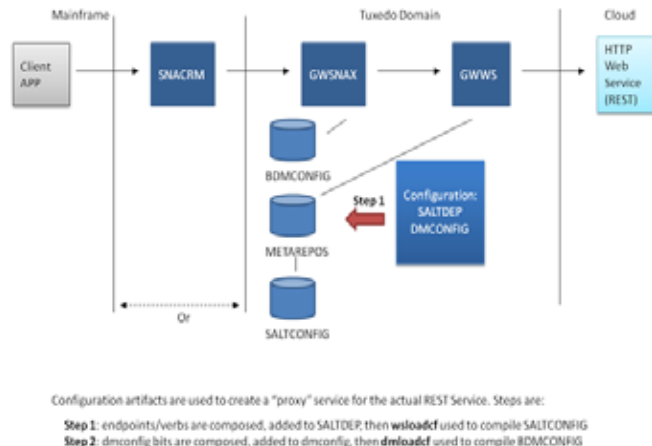 Mainframe
Tuxedo Domain
Cloud
Client
APP
SNACRM
GWSNAX
GWWS
HTTP
Web
Service
(REST)
BDMCONFIG
Step 1
Configuration:
SALTDEP
DMCONFIG
METAREPOS
Or
SALTCONFIG
Configuration artifacts are used to create a “proxy” service for the actual REST Service. Steps are:
Step 1: endpoints/verbs are composed, added to SALTDEP, then wsloadcf used to compile SALTCONFIG
Step 2: dmconfig bits are composed, added to dmconfig, then dmloadcf used to compile BDMCONFIG